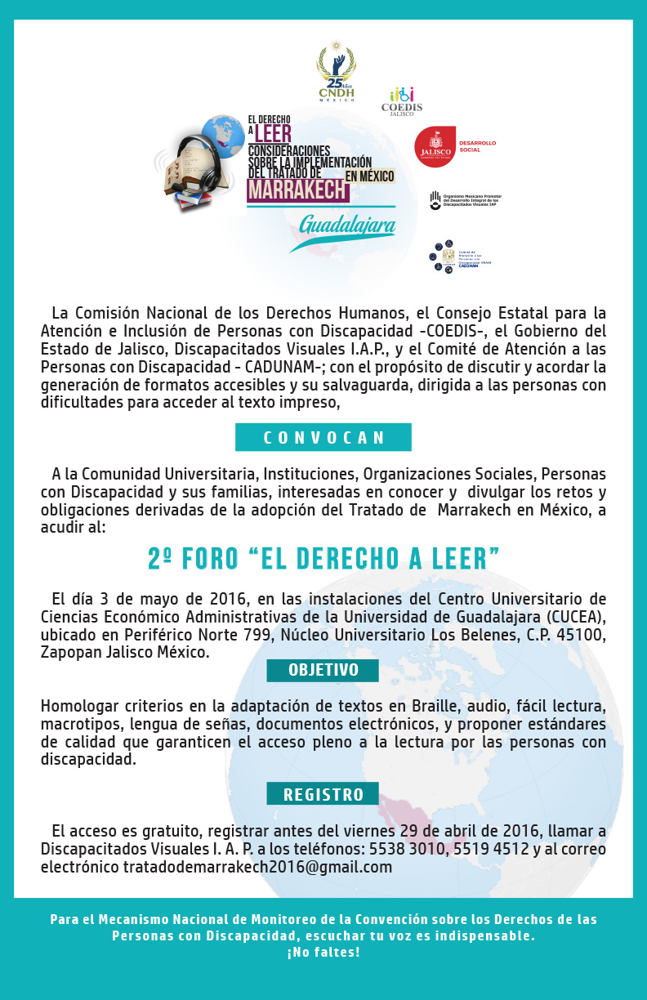 25 Años
CNDH
MÉXICO
COEDIS
JALISCO
EL DERECHO
A LEER
CONSIDERACIONES
SOBRE LA IMPLEMENTACIÓN
DEL TRATADO DE
EN MÉXICO
MARRAKECH
Guadalajara
JALISCO
GOBIERNO DEL ESTADO
DESARROLLO
SOCIAL
Organismo Mexicano Promotor
del Desarrollo Integral de los
Discapacitados Visuales IAP
Comité de
Atención a las
Personas con
Discapacidad UNAM
CADUNAM
La Comisión Nacional de los Derechos Humanos, el Consejo Estatal para la
Atención e Inclusión de Personas con Discapacidad -COEDIS-, el Gobierno del
Estado de Jalisco, Discapacitados Visuales I.A.P., y el Comité de Atención a las
Personas con Discapacidad - CADUNAM-; con el propósito de discutir y acordar la
generación de formatos accesibles y su salvaguarda, dirigida a las personas con
dificultades para acceder al texto impreso,
CONVOCAN
A la Comunidad Universitaria, Instituciones, Organizaciones Sociales, Personas
con Discapacidad y sus familias, interesadas en conocer y divulgar los retos y
obligaciones derivadas de la adopción del Tratado de Marrakech en México, a
acudir al:
2º FORO “EL DERECHO A LEER”
El día 3 de mayo de 2016, en las instalaciones del Centro Universitario de
Ciencias Económico Administrativas de la Universidad de Guadalajara (CUCEA),
ubicado en Periférico Norte 799, Núcleo Universitario Los Belenes, C.P. 45100,
Zapopan Jalisco México.
OBJETIVO
Homologar criterios en la adaptación de textos en Braille, audio, fácil lectura,
macrotipos, lengua de señas, documentos electrónicos, y proponer estándares
de calidad que garanticen el acceso pleno a la lectura por las personas con
discapacidad.
REGISTRO
El acceso es gratuito, registrar antes del viernes 29 de abril de 2016, llamar a
Discapacitados Visuales I. A. P. a los teléfonos: 5538 3010, 5519 4512 y al correo
electrónico tratadodemarrakech2016@gmail.com
Para el Mecanismo Nacional de Monitoreo de la Convención sobre los Derechos de las
Personas con Discapacidad, escuchar tu voz es indispensable.
¡No faltes!